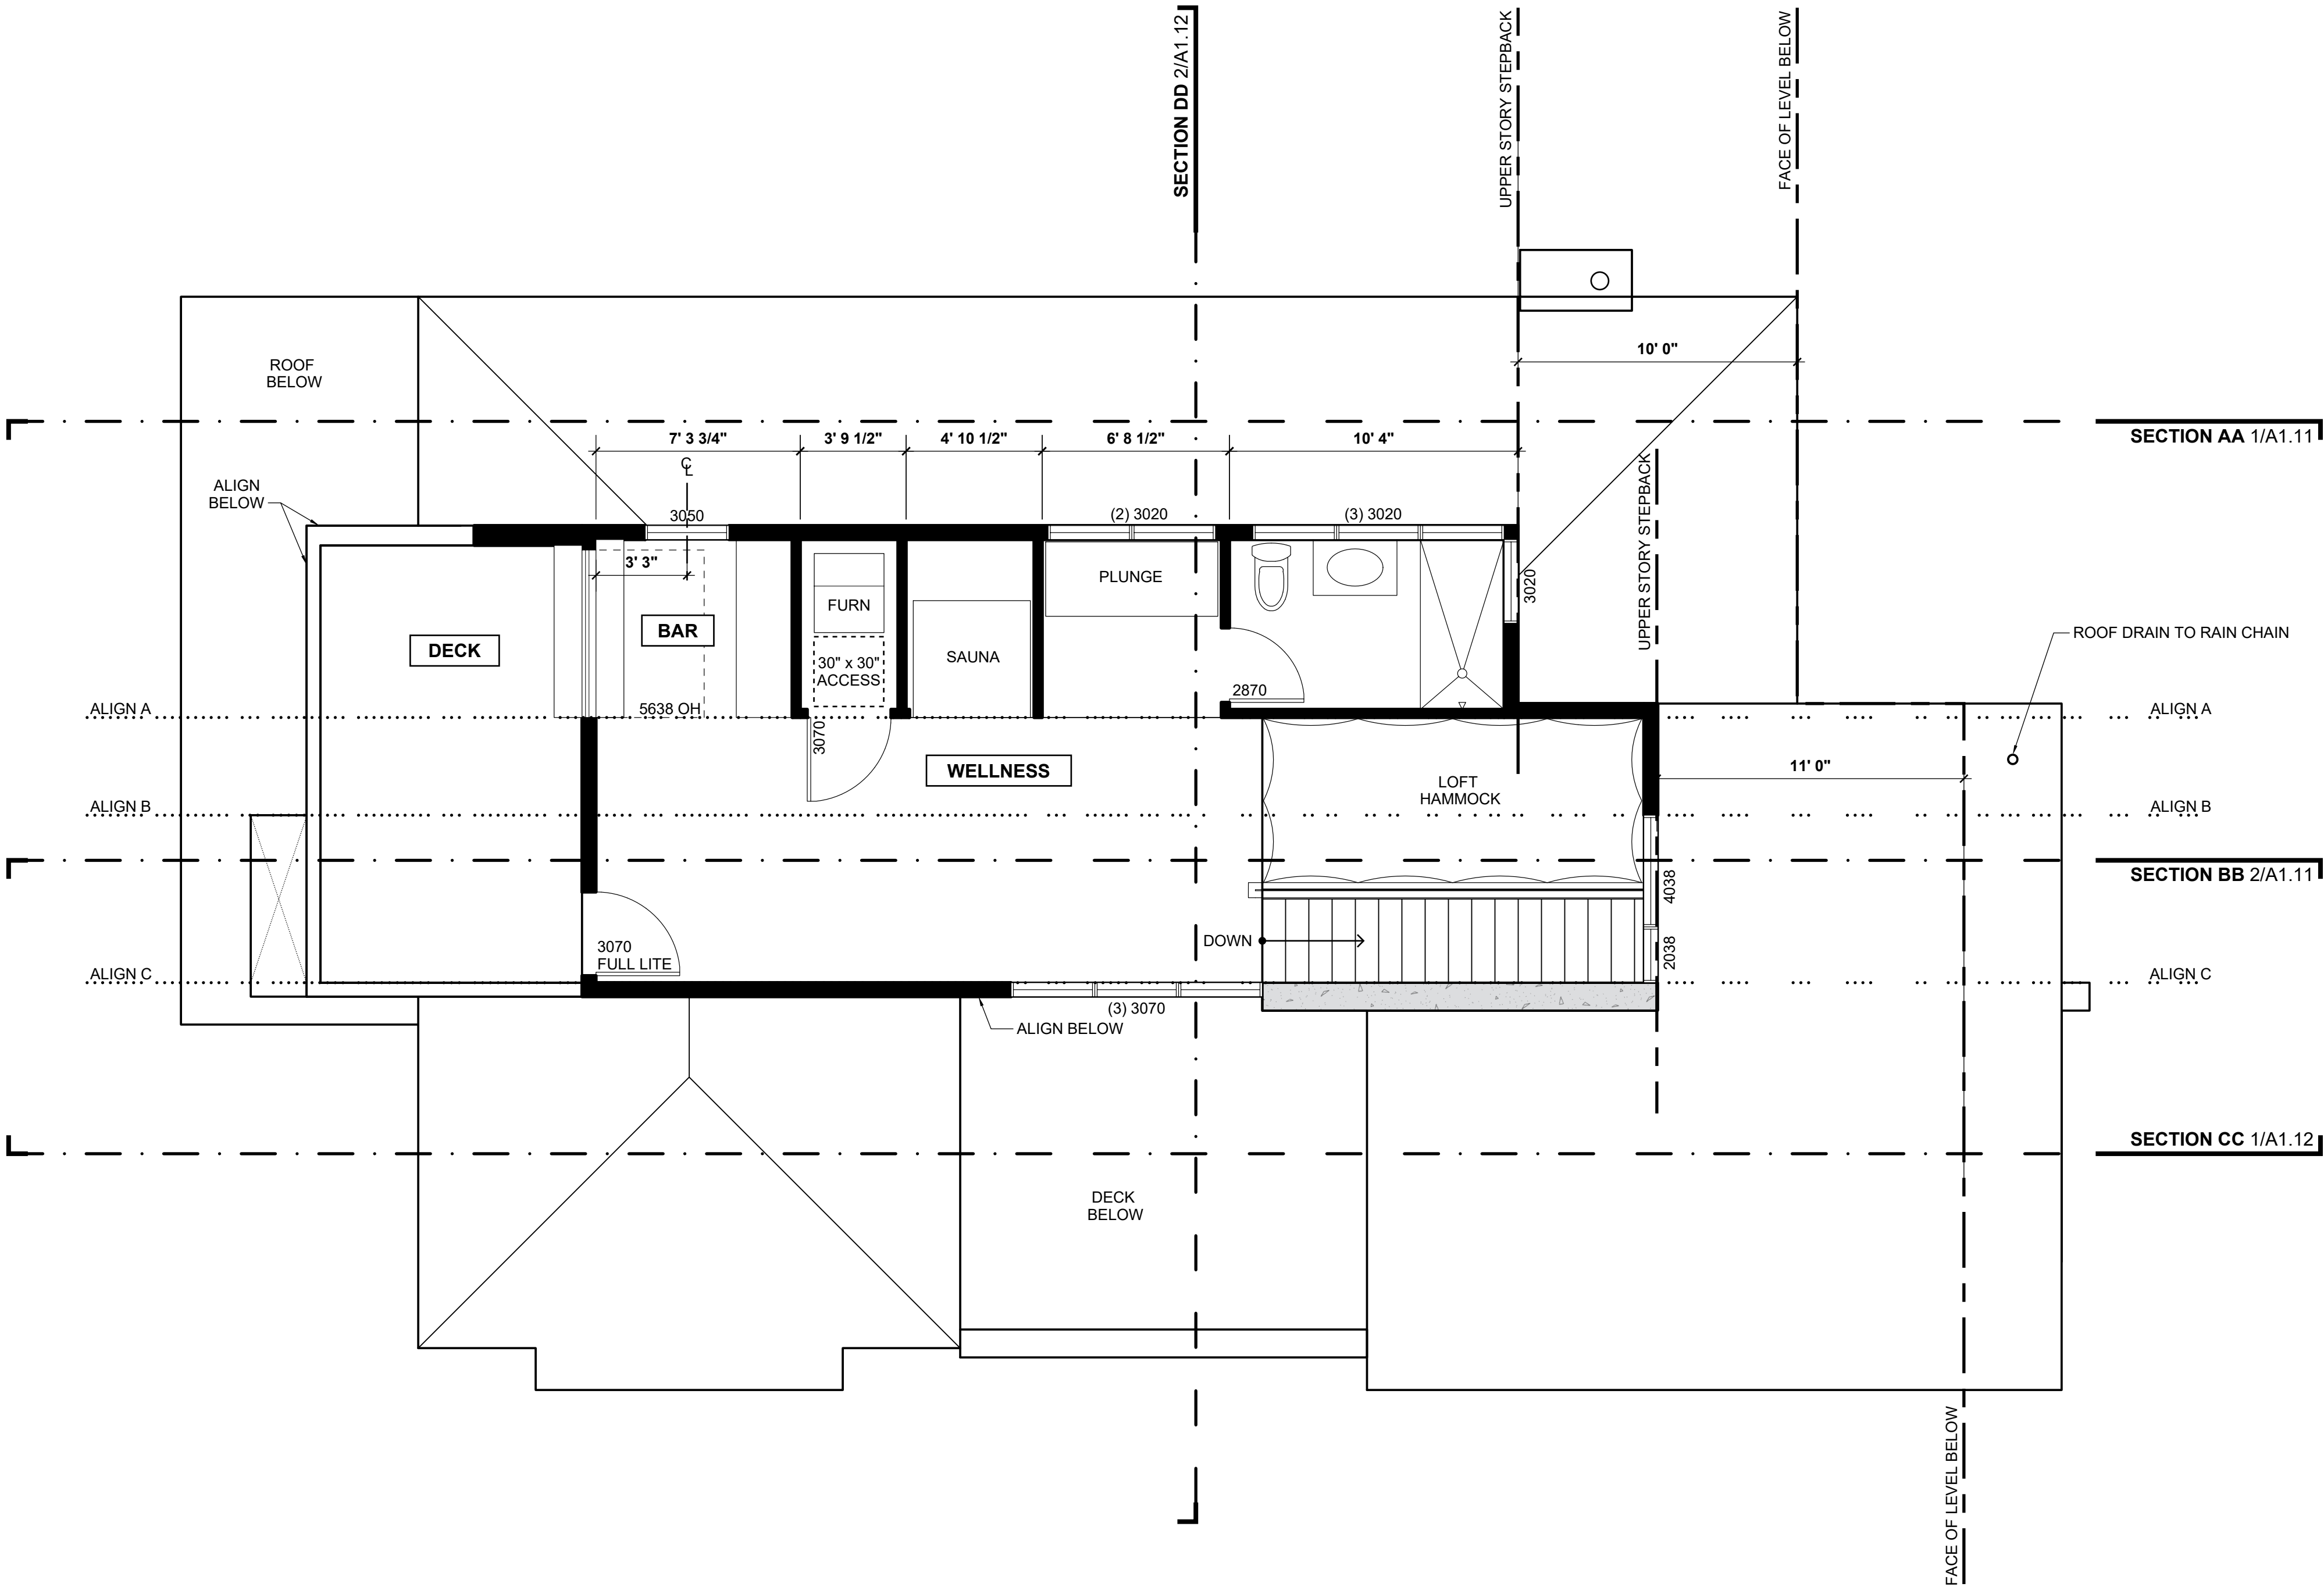 SECTION DD 2/A1.12
UPPER STORY STEPBACK
FACE OF LEVEL BELOW
ROOF
BELOW
10' 0"
SECTION AA 1/A1.11
7' 3 3/4"
3' 9 1/2"
4' 10 1/2"
6' 8 1/2"
10' 4"
CL
UPPER STORY STEPBACK
ALIGN
BELOW
3050
(2) 3020
(3) 3020
3' 3"
PLUNGE
3020
FURN
BAR
DECK
ROOF DRAIN TO RAIN CHAIN
SAUNA
30" x 30"
ACCESS
2870
ALIGN A
5638 OH
ALIGN A
3070
WELLNESS
11' 0"
LOFT
HAMMOCK
ALIGN B
ALIGN B
SECTION BB 2/A1.11
4038
DOWN
3070
FULL LITE
2038
ALIGN C
ALIGN C
(3) 3070
ALIGN BELOW
SECTION CC 1/A1.12
DECK
BELOW
FACE OF LEVEL BELOW